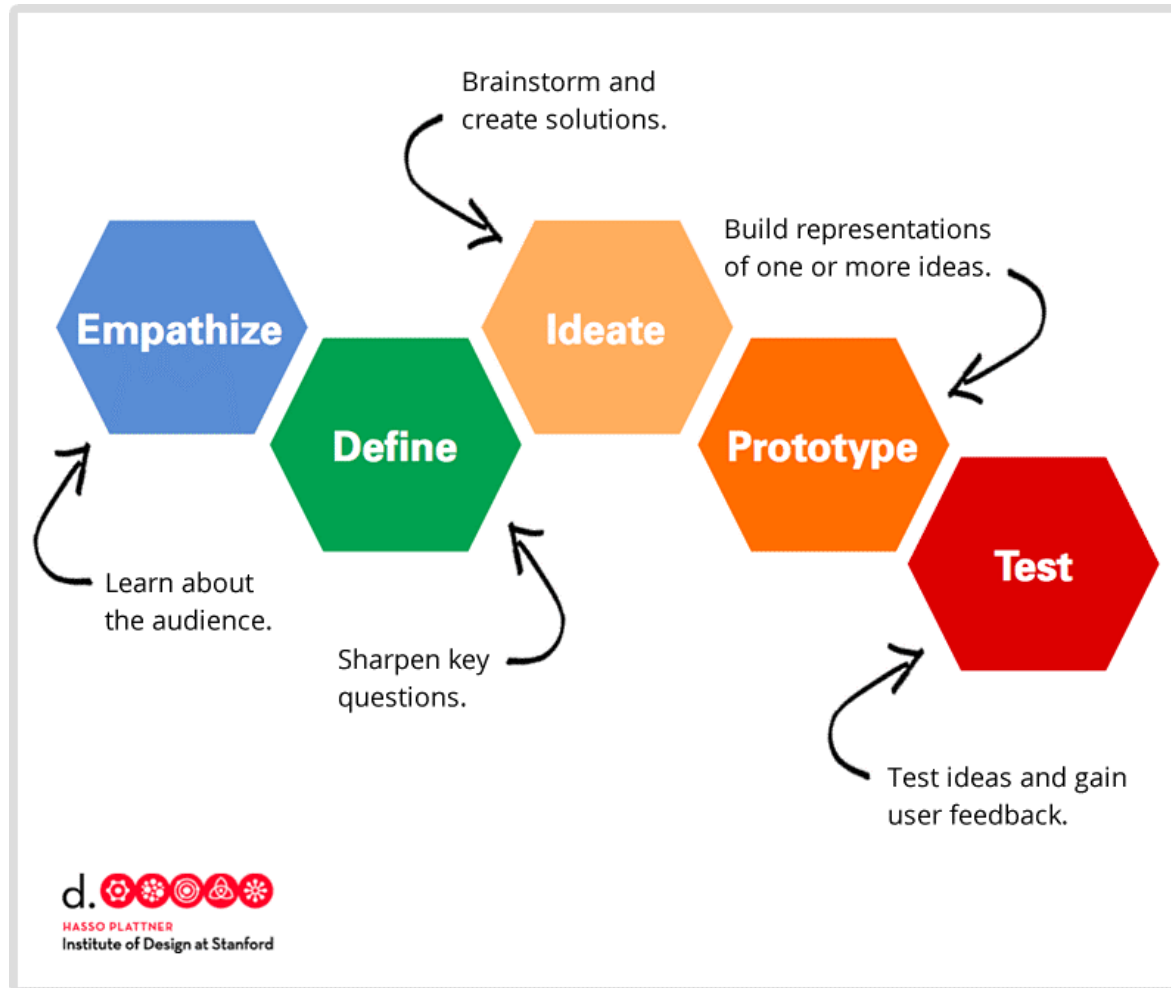 Brainstorm and
create solutions.
Build representations
of one or more ideas.
Empathize
Ideate
Define
Prototype
Test
Learn about
the audience.
Sharpen key
questions.
Test ideas and gain
user feedback.
d.
HASSO PLATTNER
Institute of Design at Stanford